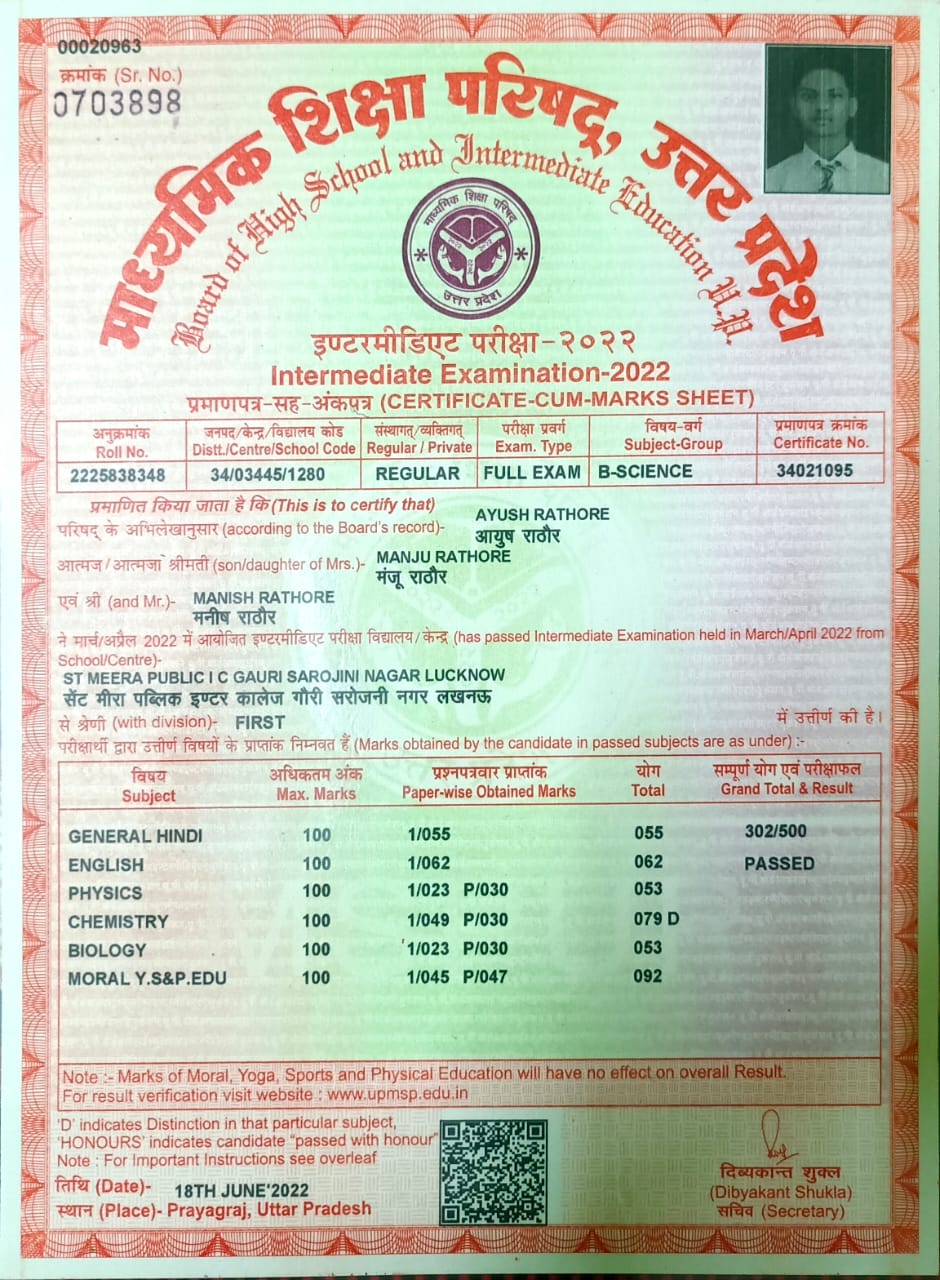 00020963
क्रमांक (Sr. No.)
0703898
माध्यमिक शिक्षा परिषद्, उत्तर प्रदेश
Board of High School and Intermediate Education U.P.
माध्यमिक शिक्षा परिषद्
उत्तर प्रदेश
इण्टरमीडिएट परीक्षा-२०२२
Intermediate Examination-2022
प्रमाणपत्र-सह-अंकपत्र (CERTIFICATE-CUM-MARKS SHEET)
अनुक्रमांक जनपद/केन्द्र/विद्यालय कोड संस्थागत्/व्यक्तिगत् परीक्षा प्रवर्ग विषय-वर्ग प्रमाणपत्र क्रमांक
Roll No. Distt./Centre/School Code Regular / Private Exam. Type Subject-Group Certificate No.
2225838348 34/03445/1280 REGULAR FULL EXAM B-SCIENCE 34021095
प्रमाणित किया जाता है कि (This is to certify that)
परिषद् के अभिलेखानुसार (according to the Board's record)- AYUSH RATHORE
आयुष राठौर
आत्मज/आत्मजा श्रीमती (son/daughter of Mrs.)- MANJU RATHORE
मंजू राठौर
एवं श्री (and Mr.)- MANISH RATHORE
मनीष राठौर
ने मार्च/अप्रैल 2022 में आयोजित इण्टरमीडिएट परीक्षा विद्यालय/केन्द्र (has passed Intermediate Examination held in March/April 2022 from
School/Centre)-
ST MEERA PUBLIC I C GAURI SAROJINI NAGAR LUCKNOW
सेंट मीरा पब्लिक इण्टर कालेज गौरी सरोजनी नगर लखनऊ
से श्रेणी (with division)- FIRST में उत्तीर्ण की है।
परीक्षार्थी द्वारा उत्तीर्ण विषयों के प्राप्तांक निम्नवत हैं (Marks obtained by the candidate in passed subjects are as under) :-
विषय अधिकतम अंक प्रश्नपत्रवार प्राप्तांक योग सम्पूर्ण योग एवं परीक्षाफल
Subject Max. Marks Paper-wise Obtained Marks Total Grand Total & Result
GENERAL HINDI 100 1/055 055 302/500
ENGLISH 100 1/062 062 PASSED
PHYSICS 100 1/023 P/030 053
CHEMISTRY 100 1/049 P/030 079 D
BIOLOGY 100 1/023 P/030 053
MORAL Y.S&P.EDU 100 1/045 P/047 092
Note :- Marks of Moral, Yoga, Sports and Physical Education will have no effect on overall Result.
For result verification visit website : www.upmsp.edu.in
'D' indicates Distinction in that particular subject,
'HONOURS' indicates candidate "passed with honour"
Note : For Important Instructions see overleaf
तिथि (Date)- 18TH JUNE'2022
स्थान (Place)- Prayagraj, Uttar Pradesh
दिव्यकान्त शुक्ल
(Dibyakant Shukla)
सचिव (Secretary)